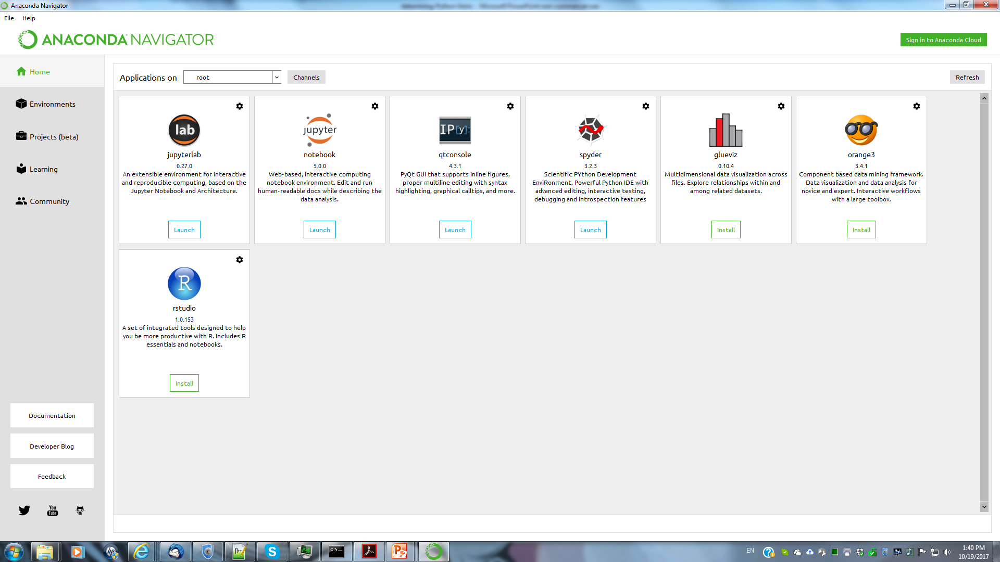 Anaconda Navigator
File Help
ANACONDA NAVIGATOR
Sign in to Anaconda Cloud
Home
Environments
Projects (beta)
Learning
Community
Documentation
Developer Blog
Feedback
You
Tube
Applications on root Channels Refresh
lab
jupyterlab
0.27.0
An extensible environment for interactive
and reproducible computing, based on the
Jupyter Notebook and Architecture.
Launch
jupyter
notebook
5.0.0
Web-based, interactive computing
notebook environment. Edit and run
human-readable docs while describing the
data analysis.
Launch
IP[y]:
qtconsole
4.3.1
PyQt GUI that supports inline figures,
proper multiline editing with syntax
highlighting, graphical calltips, and more.
Launch
spyder
3.2.3
Scientific PYthon Development
EnviRonment. Powerful Python IDE with
advanced editing, interactive testing,
debugging and introspection features
Launch
glueviz
0.10.4
Multidimensional data visualization across
files. Explore relationships within and
among related datasets.
Install
orange3
3.4.1
Component based data mining framework.
Data visualization and data analysis for
novice and expert. Interactive workflows
with a large toolbox.
Install
R
rstudio
1.0.153
A set of integrated tools designed to help
you be more productive with R. Includes R
essentials and notebooks.
Install
EN
1:40 PM
10/19/2017